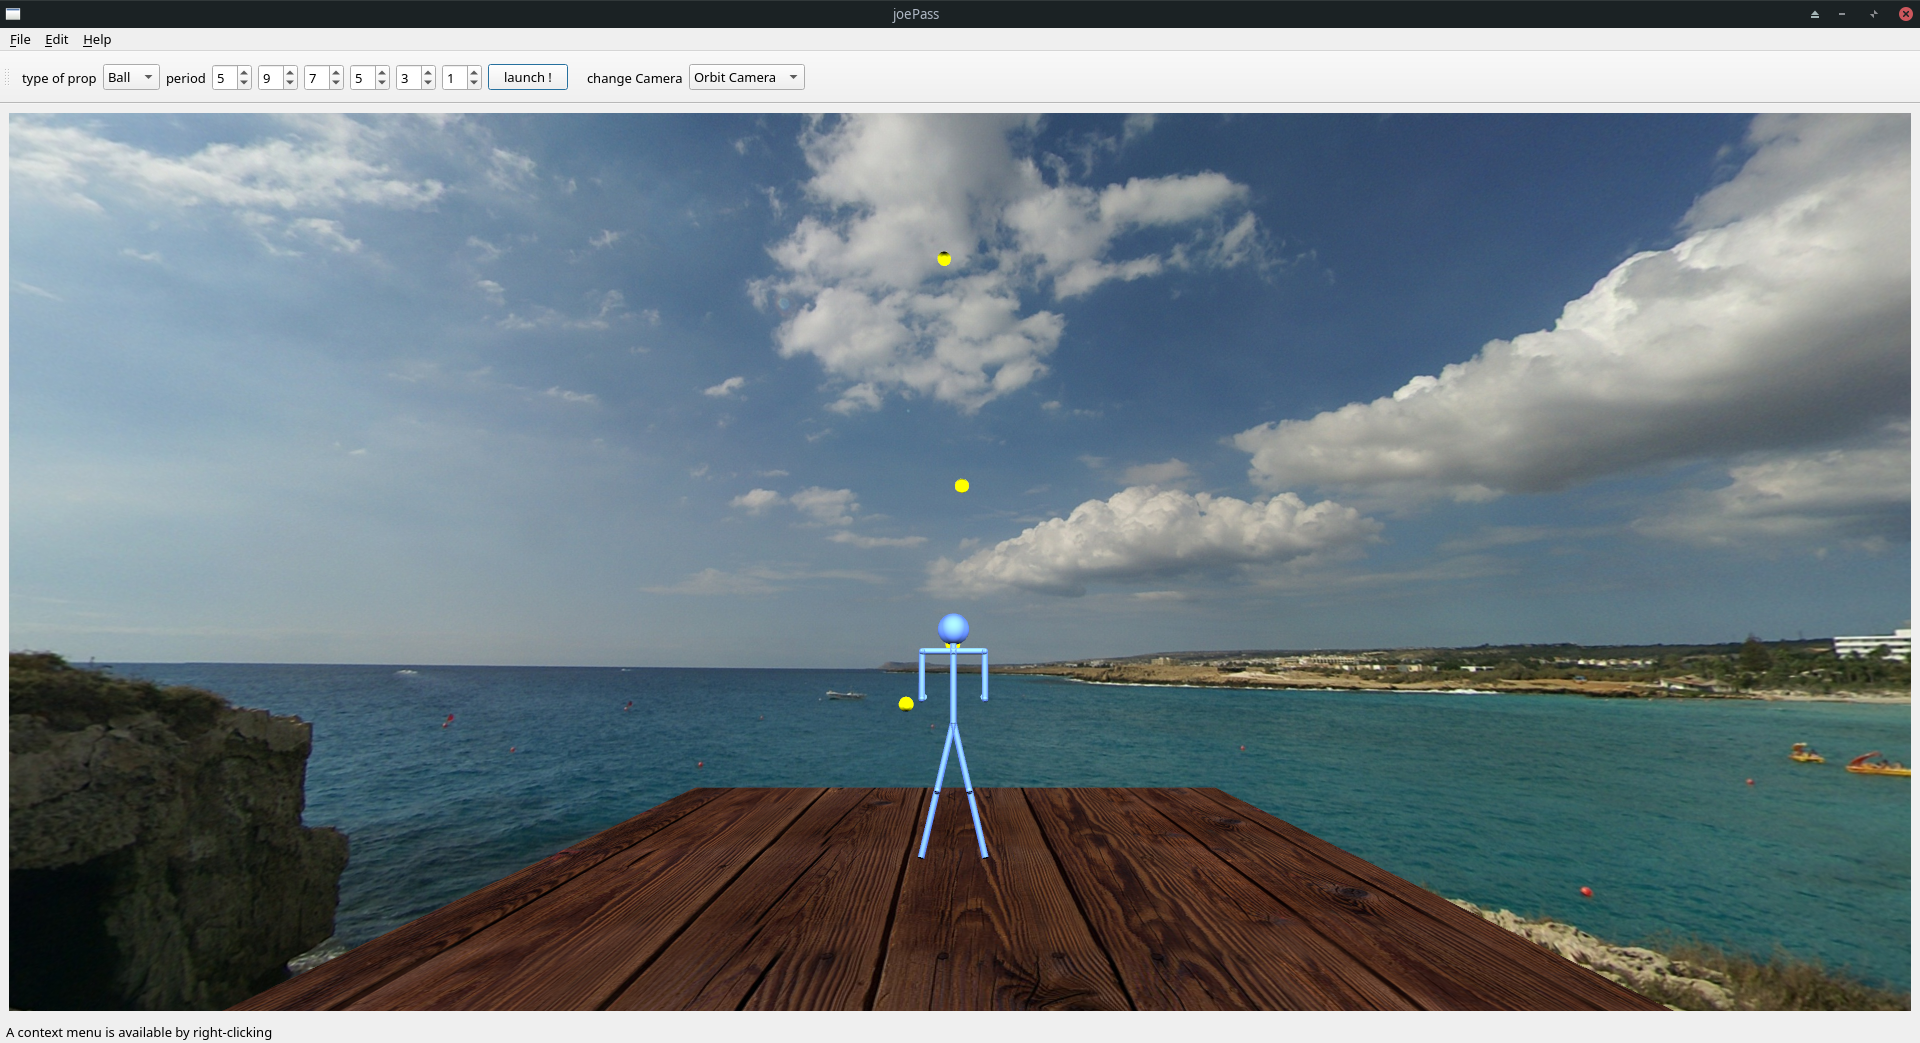 joePass
File Edit Help
type of prop Ball period 5 9 7 5 3 1 launch ! change Camera Orbit Camera
A context menu is available by right-clicking